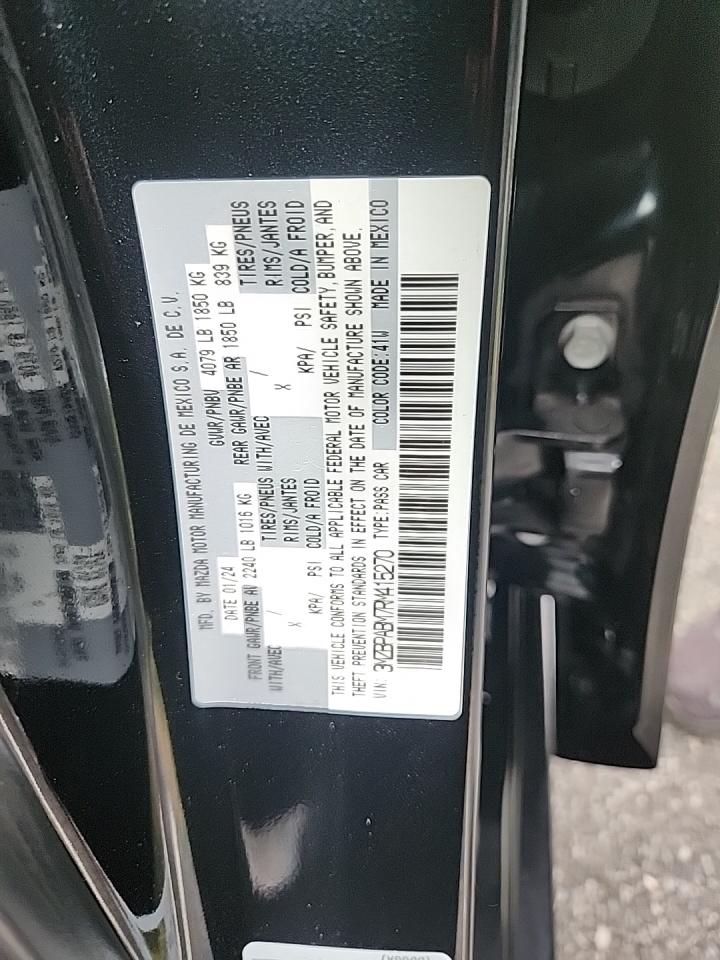 MFD. BY MAZDA MOTOR MANUFACTURING DE MEXICO S.A. DE C.V.
DATE 01/24 GVWR/PNBV 4079 LB 1850 KG
FRONT GAWR/PNBE AV 2240 LB 1016 KG REAR GAWR/PNBE AR 1850 LB 839 KG
WITH/AVEC / TIRES/PNEUS WITH/AVEC / TIRES/PNEUS
X RIMS/JANTES X RIMS/JANTES
KPA/ PSI COLD/A FROID KPA/ PSI COLD/A FROID
THIS VEHICLE CONFORMS TO ALL APPLICABLE FEDERAL MOTOR VEHICLE SAFETY, BUMPER, AND
THEFT PREVENTION STANDARDS IN EFFECT ON THE DATE OF MANUFACTURE SHOWN ABOVE.
VIN: 3MZBPABM7RM415270 TYPE:PASS CAR COLOR CODE:41W MADE IN MEXICO